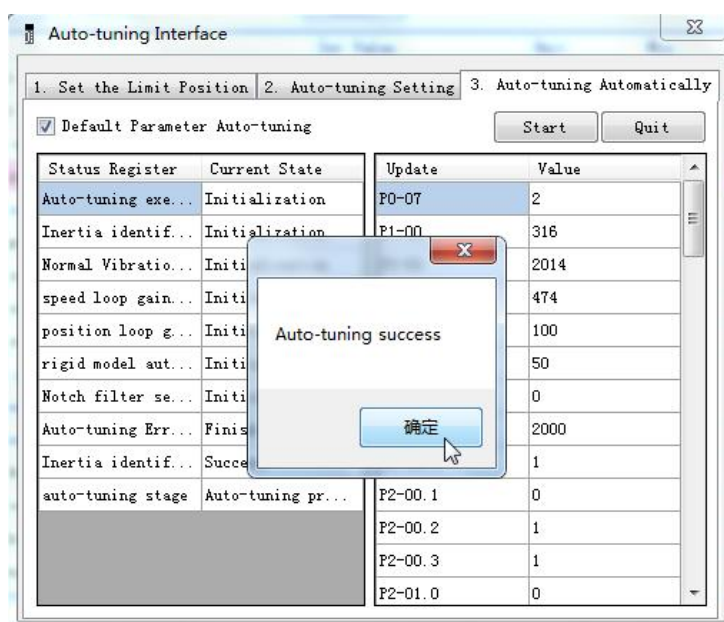 Auto-tuning Interface
1. Set the Limit Position 2. Auto-tuning Setting 3. Auto-tuning Automatically
Default Parameter Auto-tuning Start Quit
Status Register Current State Update Value
Auto-tuning exe... Initialization P0-07 2
Inertia identif... Initialization P1-00 316
Normal Vibratio... Initi 2014
speed loop gain... Initi 474
position loop g... Initi 100
rigid model aut... Initi 50
Notch filter se... Initi 0
Auto-tuning Err... Finis 2000
Inertia identif... Succe 1
auto-tuning stage Auto-tuning pr... P2-00.1 0
P2-00.2 1
P2-00.3 1
P2-01.0 0
Auto-tuning success
确定